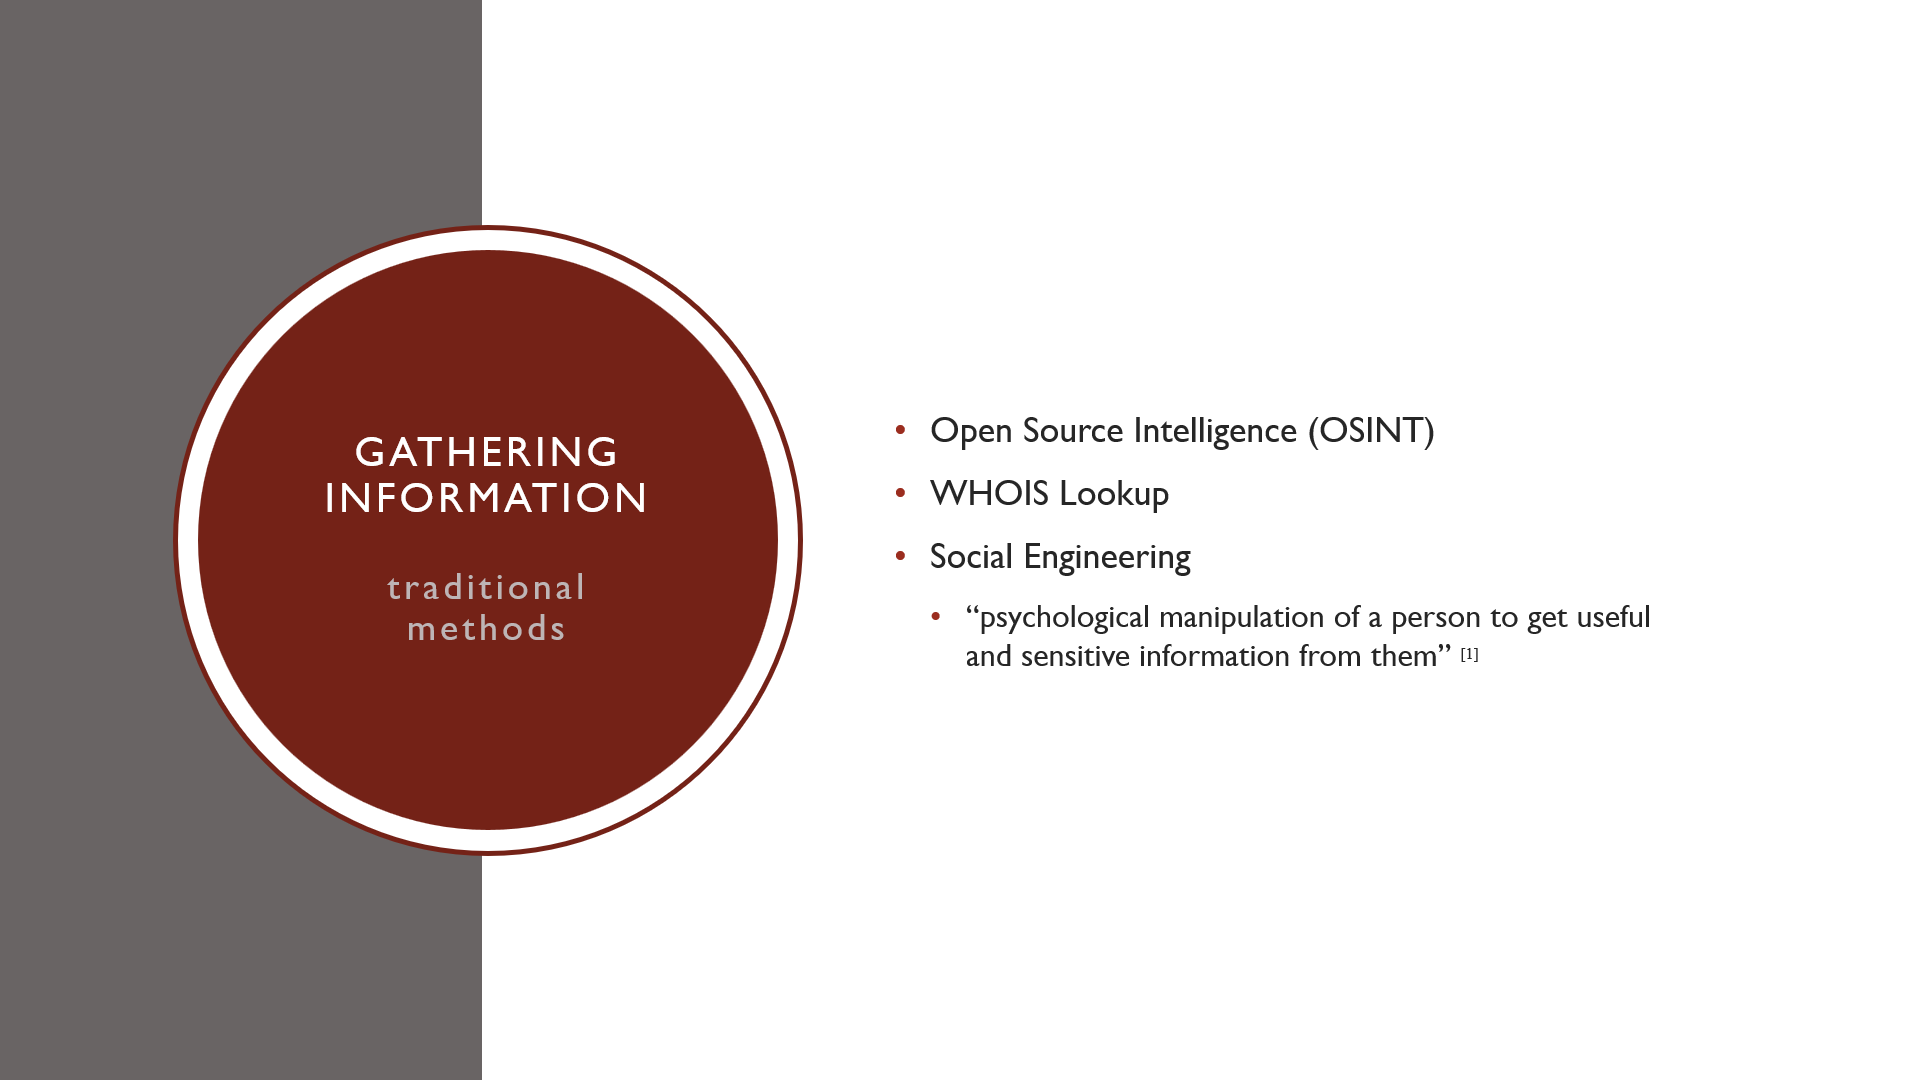 GATHERING
INFORMATION
traditional
methods
• Open Source Intelligence (OSINT)
• WHOIS Lookup
• Social Engineering
• “psychological manipulation of a person to get useful
and sensitive information from them” [1]